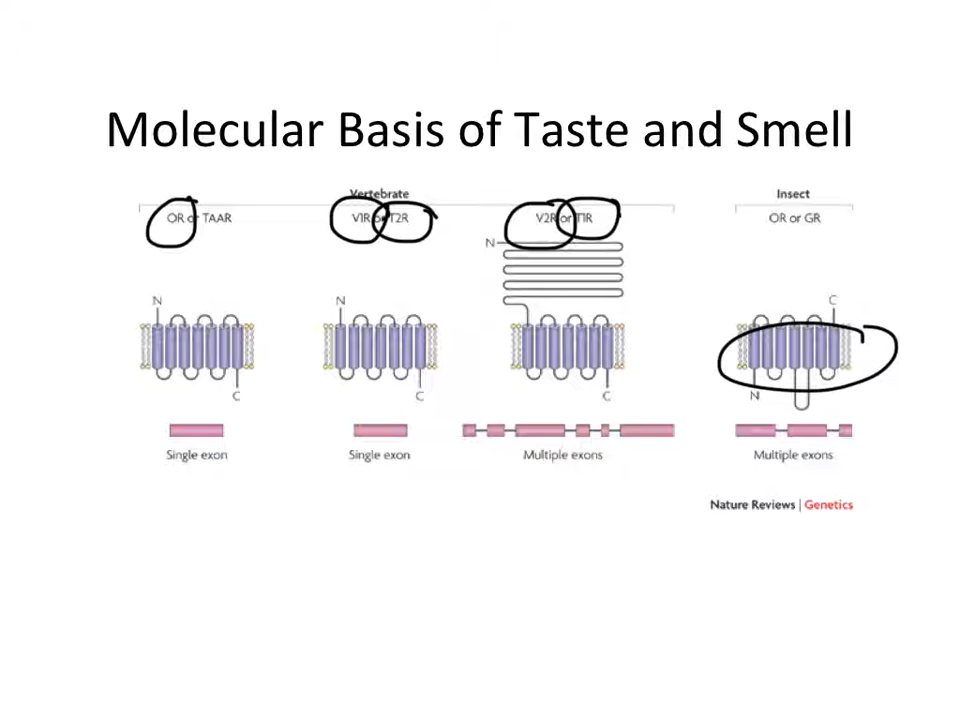 Molecular Basis of Taste and Smell
Vertebrate
Insect
OR or TAAR
V1R or T2R
V2R or T1R
OR or GR
N
N
N
C
C
C
C
N
Single exon
Single exon
Multiple exons
Multiple exons
Nature Reviews | Genetics